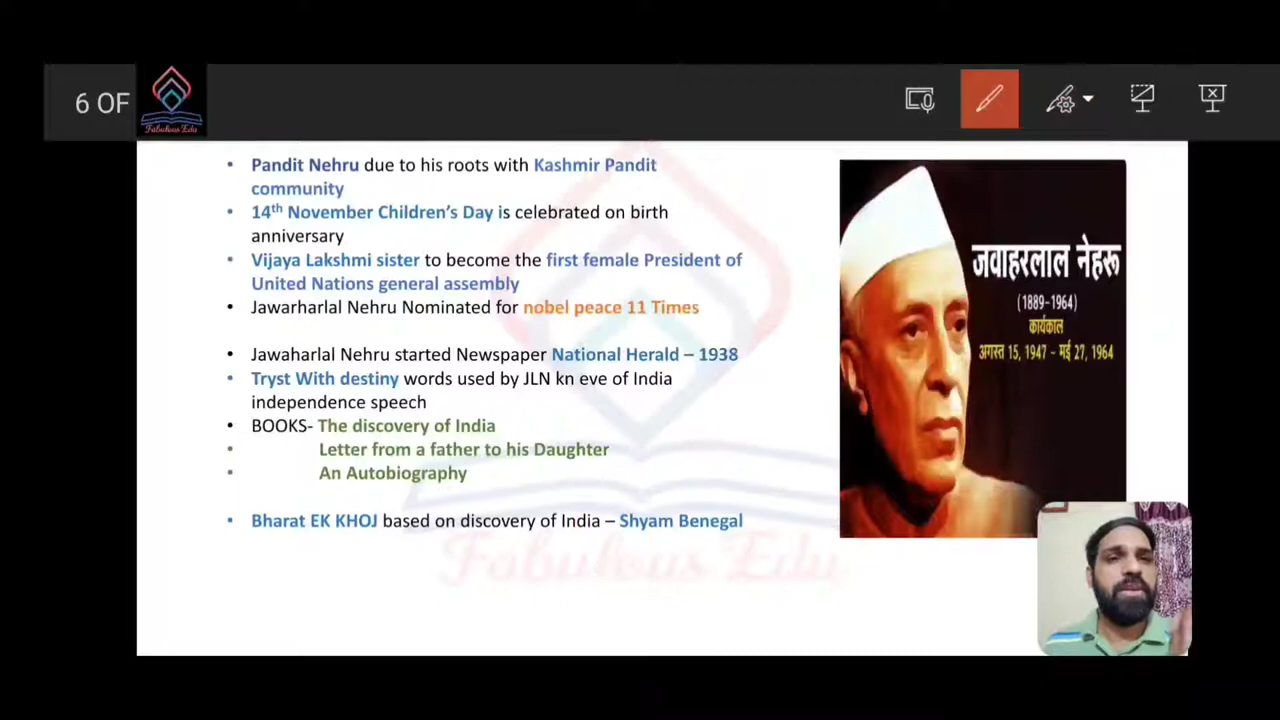 6 OF
Fabulous Edu
Pandit Nehru due to his roots with Kashmir Pandit
community
14th November Children's Day is celebrated on birth
anniversary
Vijaya Lakshmi sister to become the first female President of
United Nations general assembly
Jawarharlal Nehru Nominated for nobel peace 11 Times
Jawaharlal Nehru started Newspaper National Herald – 1938
Tryst With destiny words used by JLN kn eve of India
independence speech
BOOKS- The discovery of India
Letter from a father to his Daughter
An Autobiography
Bharat EK KHOJ based on discovery of India – Shyam Benegal
जवाहरलाल नेहरू
(1889-1964)
कार्यकाल
अगस्त 15, 1947 - मई 27, 1964
Fabulous Edu